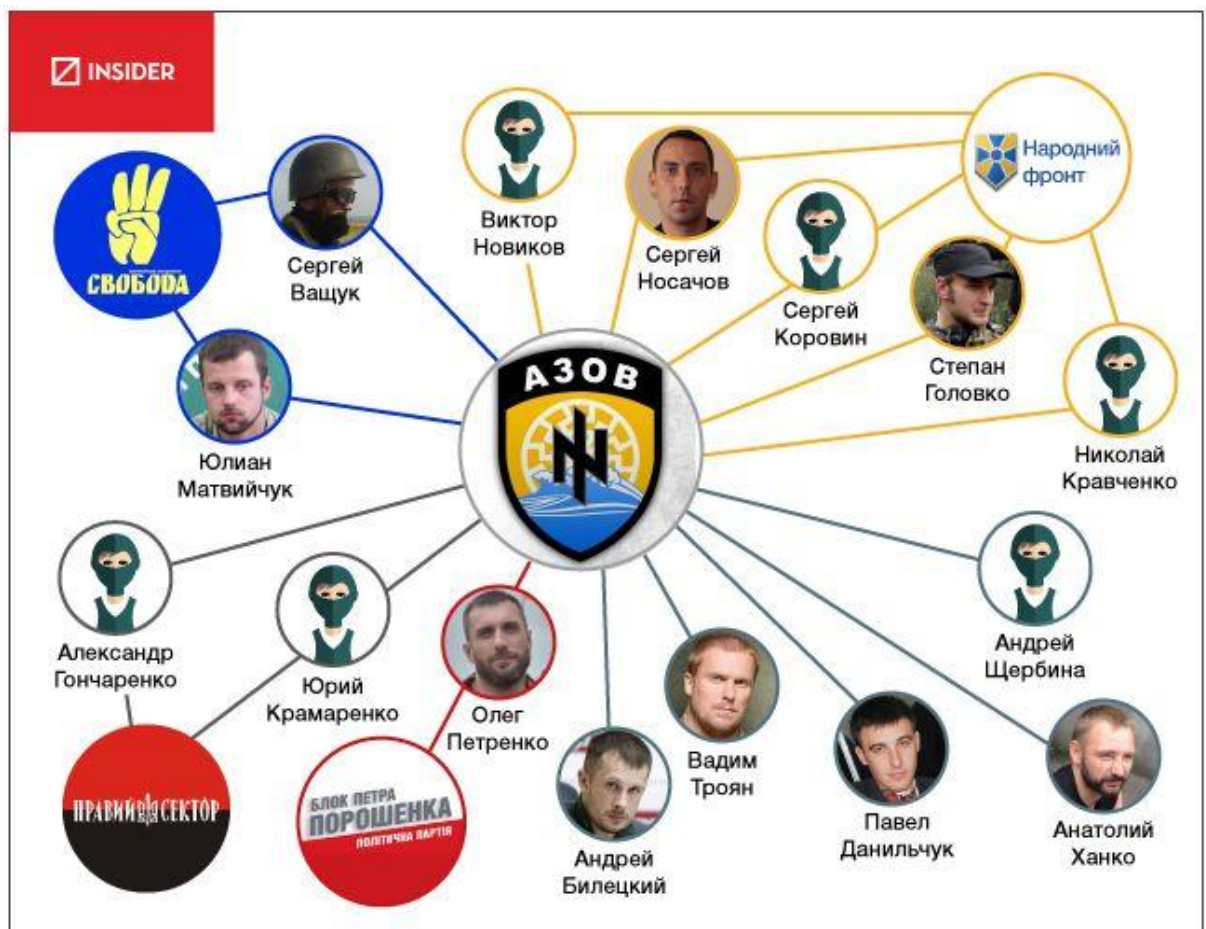 INSIDER
СВОБОДА
Сергей
Ващук
Виктор
Новиков
Сергей
Носачов
Сергей
Коровин
Народний
фронт
Степан
Головко
Николай
Кравченко
Юлиан
Матвийчук
АЗОВ
Александр
Гончаренко
Юрий
Крамаренко
Олег
Петренко
Андрей
Билецкий
Вадим
Троян
Павел
Данильчук
Андрей
Щербина
Анатолий
Ханко
ПРАВИЙ СЕКТОР
БЛОК ПЕТРА
ПОРОШЕНКА
ПОЛІТИЧНА ПАРТІЯ